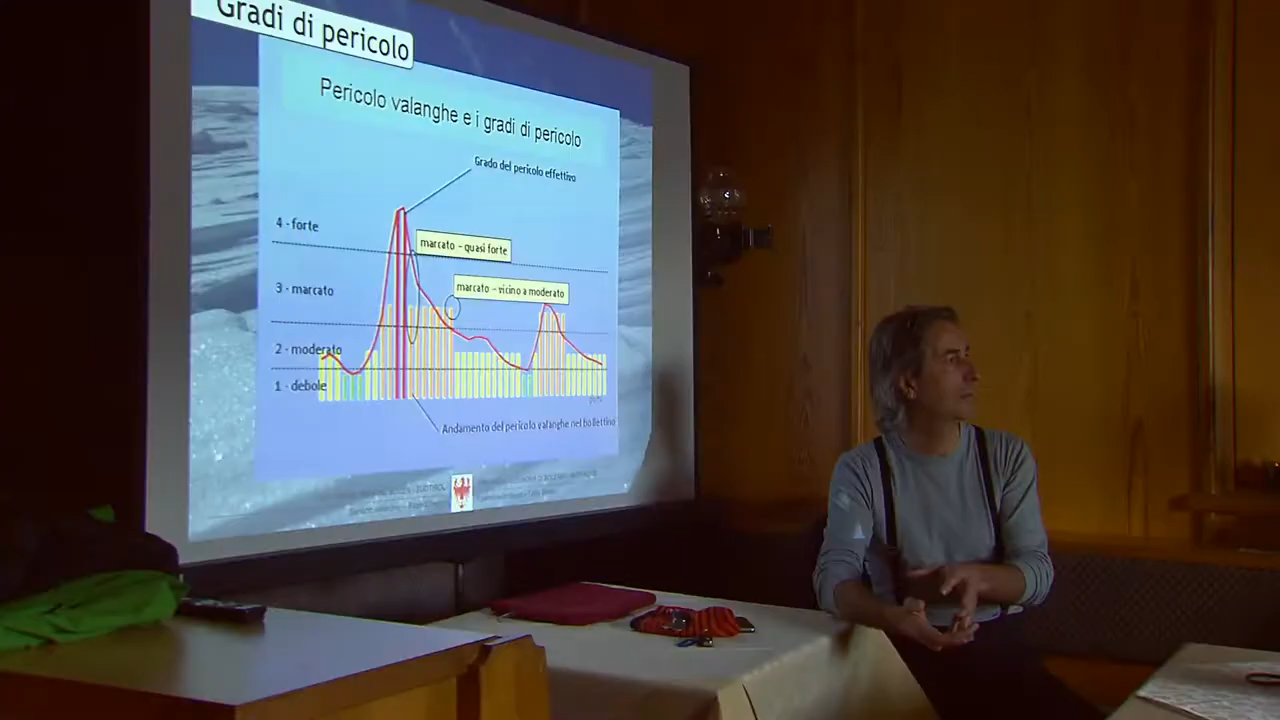 Gradi di pericolo
Pericolo valanghe e i gradi di pericolo
Grado del pericolo effettivo
4 - forte
marcato - quasi forte
3 - marcato
marcato - vicino a moderato
2 - moderato
1 - debole
Andamento del pericolo valanghe nel bollettino